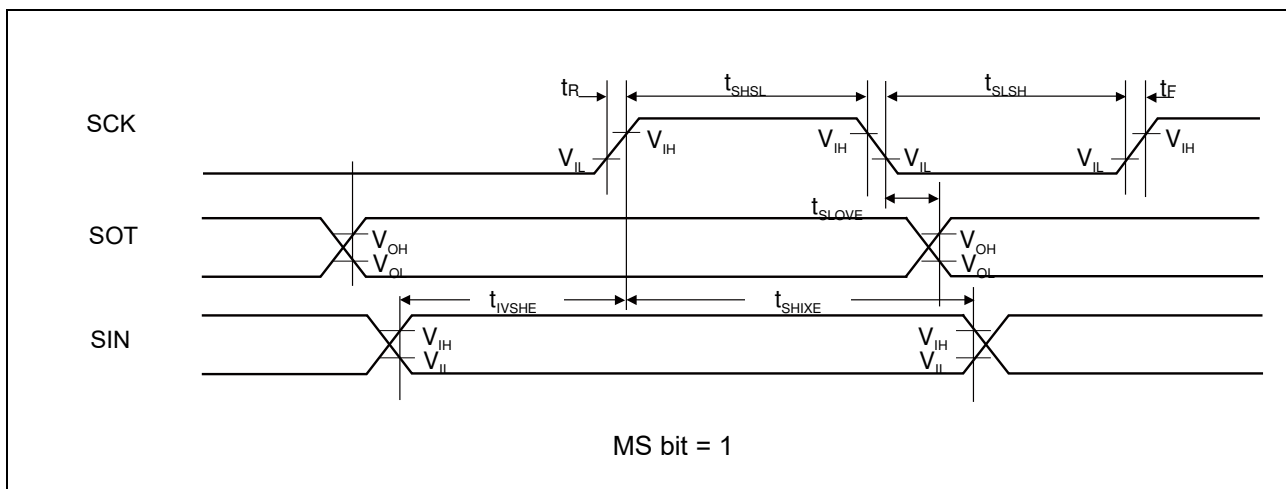 tR tSHSL tSLSH tF
SCK
VIH VIH VIH
VIL VIL VIL
tSLOVE
SOT
VOH VOH
VOL VOL
tIVSHE tSHIXE
SIN
VIH VIH
VIL VIL
MS bit = 1